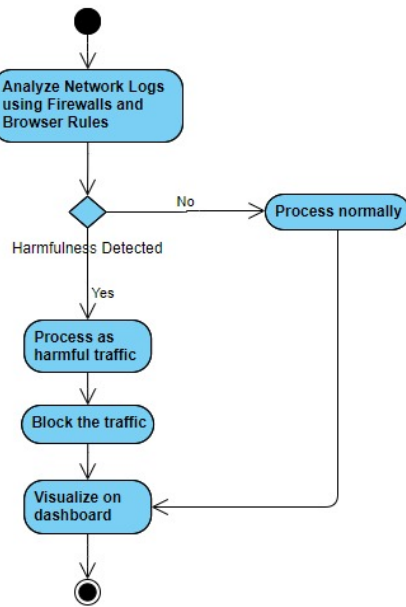 Analyze Network Logs
using Firewalls and
Browser Rules
No
Process normally
Harmfulness Detected
Yes
Process as
harmful traffic
Block the traffic
Visualize on
dashboard